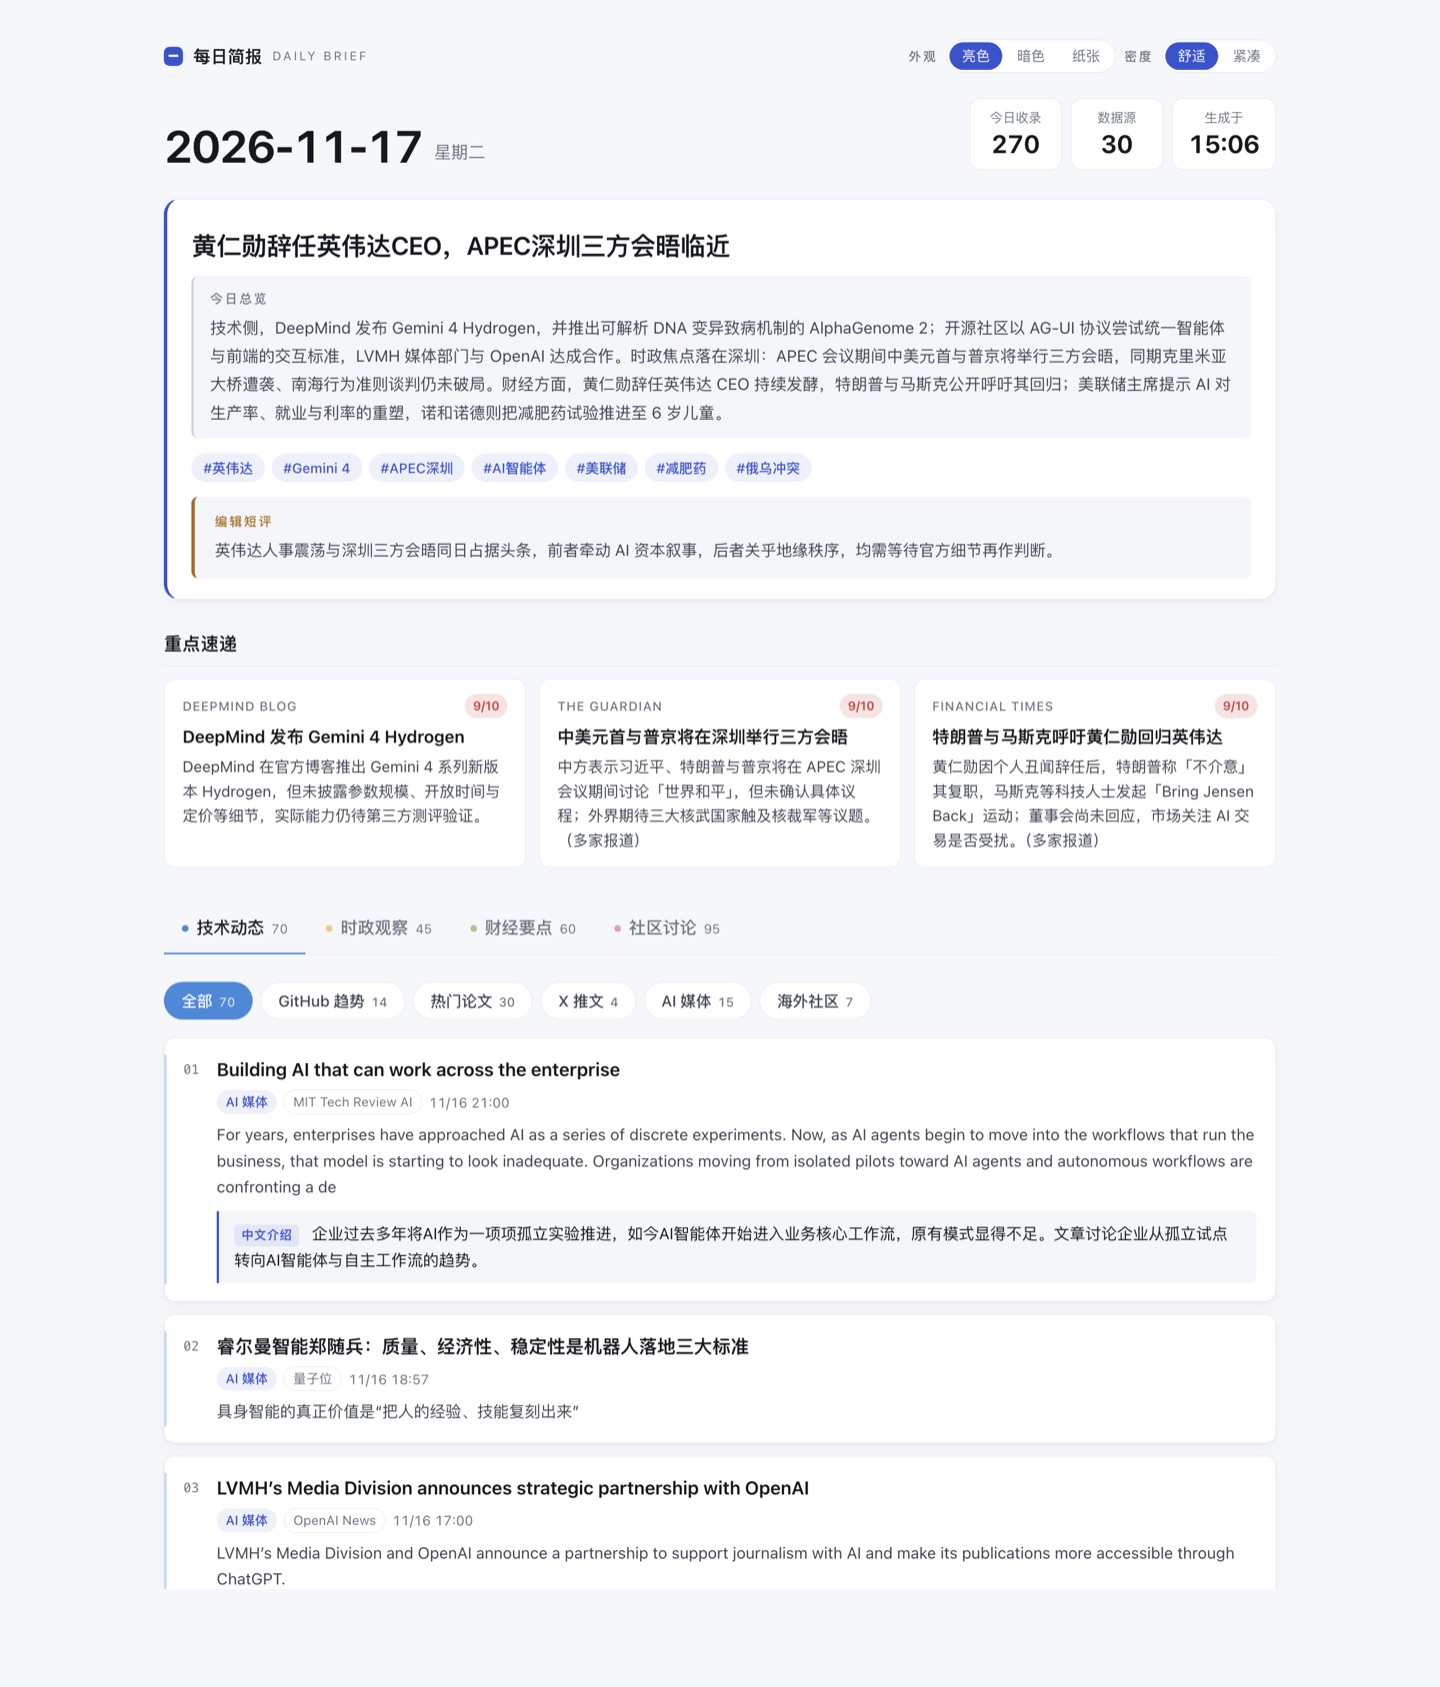 每日简报 DAILY BRIEF
外观 亮色 暗色 纸张 密度 舒适 紧凑
2026-11-17 星期二
今日收录 270
数据源 30
生成于 15:06
黄仁勋辞任英伟达CEO，APEC深圳三方会晤临近
今日总览
技术侧，DeepMind 发布 Gemini 4 Hydrogen，并推出可解析 DNA 变异致病机制的 AlphaGenome 2；开源社区以 AG-UI 协议尝试统一智能体
与前端的交互标准，LVMH 媒体部门与 OpenAI 达成合作。时政焦点落在深圳：APEC 会议期间中美元首与普京将举行三方会晤，同期克里米亚
大桥遭袭、南海行为准则谈判仍未破局。财经方面，黄仁勋辞任英伟达 CEO 持续发酵，特朗普与马斯克公开呼吁其回归；美联储主席提示 AI 对
生产率、就业与利率的重塑，诺和诺德则把减肥药试验推进至 6 岁儿童。
#英伟达 #Gemini 4 #APEC深圳 #AI智能体 #美联储 #减肥药 #俄乌冲突
编辑短评
英伟达人事震荡与深圳三方会晤同日占据头条，前者牵动 AI 资本叙事，后者关乎地缘秩序，均需等待官方细节再作判断。
重点速递
DEEPMIND BLOG 9/10
DeepMind 发布 Gemini 4 Hydrogen
DeepMind 在官方博客推出 Gemini 4 系列新版
本 Hydrogen，但未披露参数规模、开放时间与
定价等细节，实际能力仍待第三方测评验证。
THE GUARDIAN 9/10
中美元首与普京将在深圳举行三方会晤
中方表示习近平、特朗普与普京将在 APEC 深圳
会议期间讨论「世界和平」，但未确认具体议
程；外界期待三大核武国家触及核裁军等议题。
（多家报道）
FINANCIAL TIMES 9/10
特朗普与马斯克呼吁黄仁勋回归英伟达
黄仁勋因个人丑闻辞任后，特朗普称「不介意」
其复职，马斯克等科技人士发起「Bring Jensen
Back」运动；董事会尚未回应，市场关注 AI 交
易是否受扰。（多家报道）
技术动态 70 时政观察 45 财经要点 60 社区讨论 95
全部 70 GitHub 趋势 14 热门论文 30 X 推文 4 AI 媒体 15 海外社区 7
01 Building AI that can work across the enterprise
AI 媒体 MIT Tech Review AI 11/16 21:00
For years, enterprises have approached AI as a series of discrete experiments. Now, as AI agents begin to move into the workflows that run the
business, that model is starting to look inadequate. Organizations moving from isolated pilots toward AI agents and autonomous workflows are
confronting a de
中文介绍 企业过去多年将AI作为一项项孤立实验推进，如今AI智能体开始进入业务核心工作流，原有模式显得不足。文章讨论企业从孤立试点
转向AI智能体与自主工作流的趋势。
02 睿尔曼智能郑随兵：质量、经济性、稳定性是机器人落地三大标准
AI 媒体 量子位 11/16 18:57
具身智能的真正价值是“把人的经验、技能复刻出来”
03 LVMH’s Media Division announces strategic partnership with OpenAI
AI 媒体 OpenAI News 11/16 17:00
LVMH’s Media Division and OpenAI announce a partnership to support journalism with AI and make its publications more accessible through
ChatGPT.